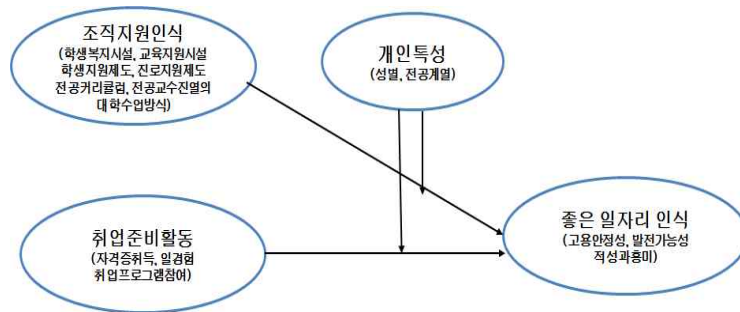 조직지원인식
(학생복지시설, 교육지원시설
학생지원제도, 진로지원제도
전공커리큘럼, 전공교수진열의
대학수업방식)
개인특성
(성별, 전공계열)
취업준비활동
(자격증취득, 일경험
취업프로그램참여)
좋은 일자리 인식
(고용안정성, 발전가능성
적성과흥미)